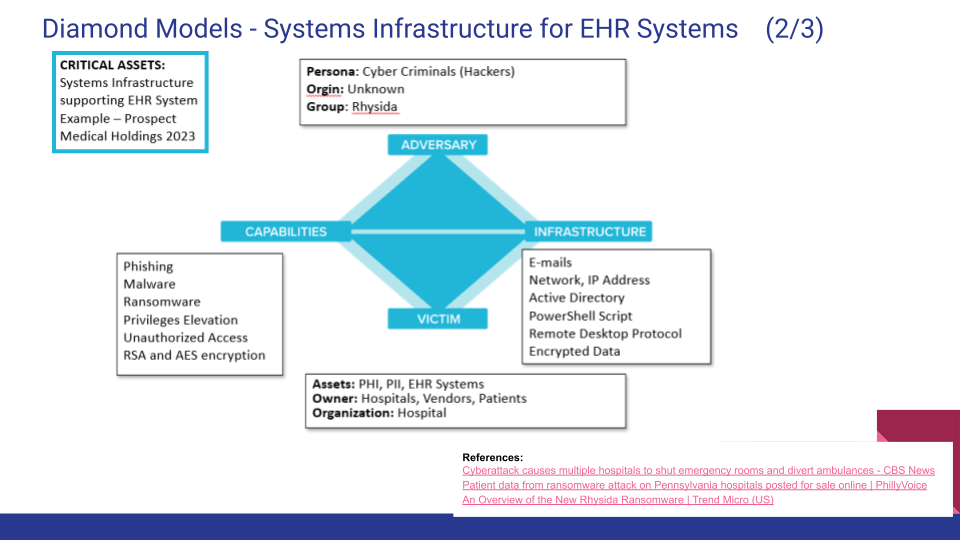 Diamond Models - Systems Infrastructure for EHR Systems (2/3)
CRITICAL ASSETS:
Systems Infrastructure
supporting EHR System
Example – Prospect
Medical Holdings 2023
Persona: Cyber Criminals (Hackers)
Orgin: Unknown
Group: Rhysida
ADVERSARY
CAPABILITIES
INFRASTRUCTURE
Phishing
Malware
Ransomware
Privileges Elevation
Unauthorized Access
RSA and AES encryption
E-mails
Network, IP Address
Active Directory
PowerShell Script
Remote Desktop Protocol
Encrypted Data
VICTIM
Assets: PHI, PII, EHR Systems
Owner: Hospitals, Vendors, Patients
Organization: Hospital
References:
Cyberattack causes multiple hospitals to shut emergency rooms and divert ambulances - CBS News
Patient data from ransomware attack on Pennsylvania hospitals posted for sale online | PhillyVoice
An Overview of the New Rhysida Ransomware | Trend Micro (US)